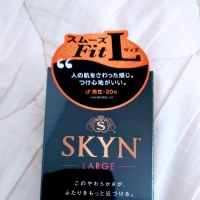 スムーズ
Fit L サイズ
人の肌をさわった感じ。
つけ心地がいい。
男性・20代
S
SKYN®
LARGE
このやわらかさが、
ふたりをもっと近づける。